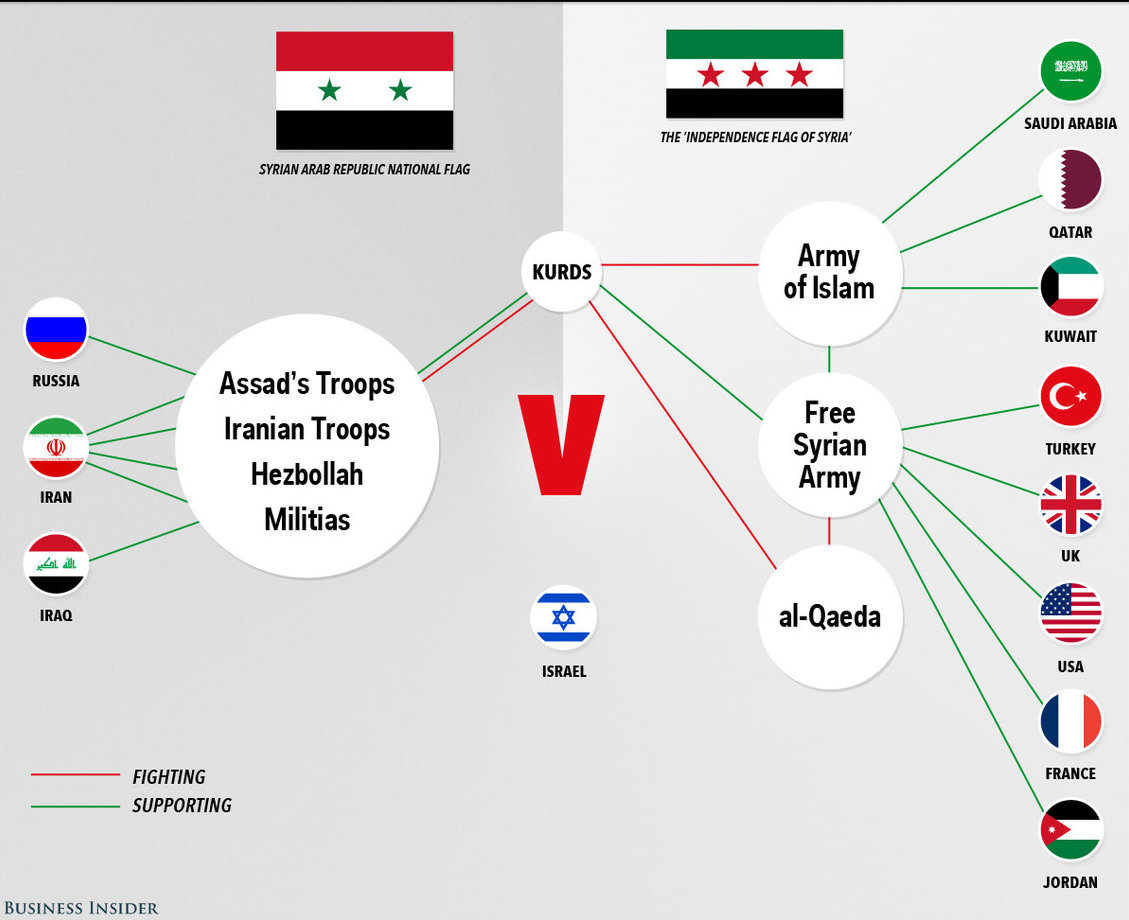 SYRIAN ARAB REPUBLIC NATIONAL FLAG
THE 'INDEPENDENCE FLAG OF SYRIA'
SAUDI ARABIA
QATAR
KUWAIT
TURKEY
UK
USA
FRANCE
JORDAN
KURDS
Army
of Islam
Free
Syrian
Army
al-Qaeda
RUSSIA
IRAN
IRAQ
الله اكبر
Assad's Troops
Iranian Troops
Hezbollah
Militias
V
ISRAEL
FIGHTING
SUPPORTING
BUSINESS INSIDER